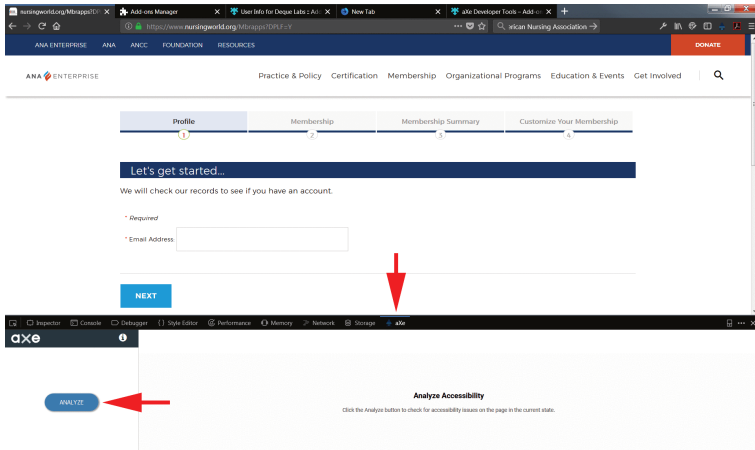 nursingworld.org/Mbrapps?DPl X Add-ons Manager X User Info for Deque Labs :: Add- X New Tab X aXe Developer Tools – Add-on X +
https://www.nursingworld.org/Mbrapps?DPLF=Y erican Nursing Association →
ANA ENTERPRISE ANA ANCC FOUNDATION RESOURCES DONATE
ANA ENTERPRISE Practice & Policy Certification Membership Organizational Programs Education & Events Get Involved
Profile Membership Membership Summary Customize Your Membership
1 2 3 4
Let's get started...
We will check our records to see if you have an account.
* Required
* Email Address:
NEXT
Inspector Console Debugger {} Style Editor Performance Memory Network Storage aXe
axe
ANALYZE
Analyze Accessibility
Click the Analyze button to check for accessibility issues on the page in the current state.